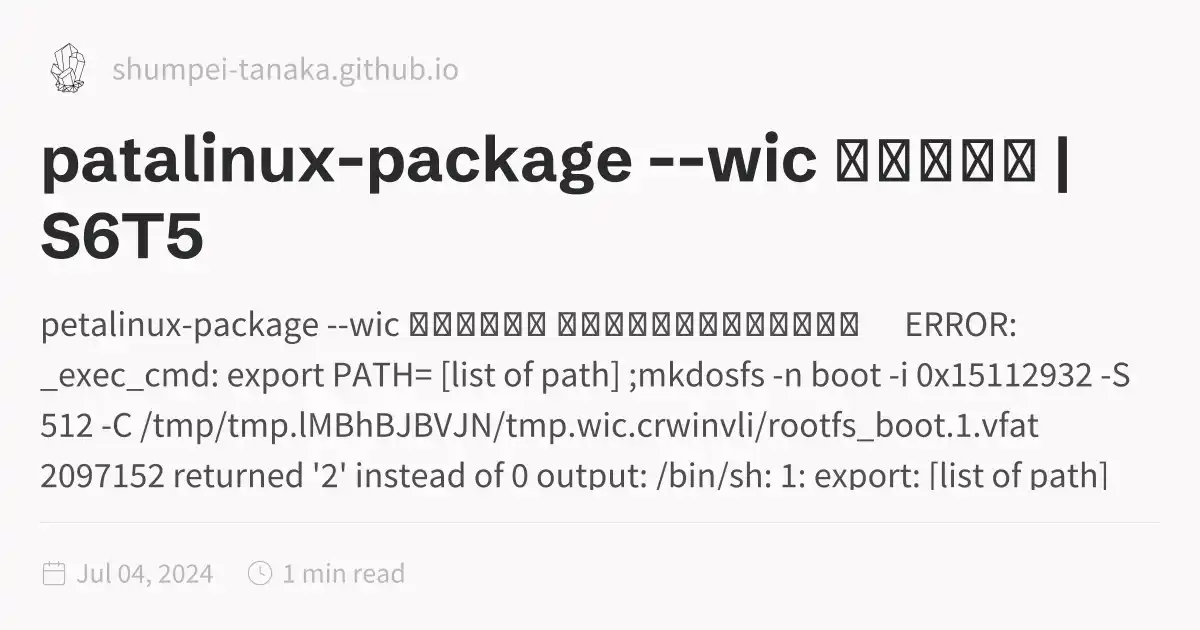 shumpei-tanaka.github.io
patalinux-package --wic |
S6T5
petalinux-package --wic ERROR:
_exec_cmd: export PATH= [list of path] ;mkdosfs -n boot -i 0x15112932 -S
512 -C /tmp/tmp.lMBhBJBVJN/tmp.wic.crwinvli/rootfs_boot.1.vfat
2097152 returned '2' instead of 0 output: /bin/sh: 1: export: [list of path]
Jul 04, 2024 1 min read